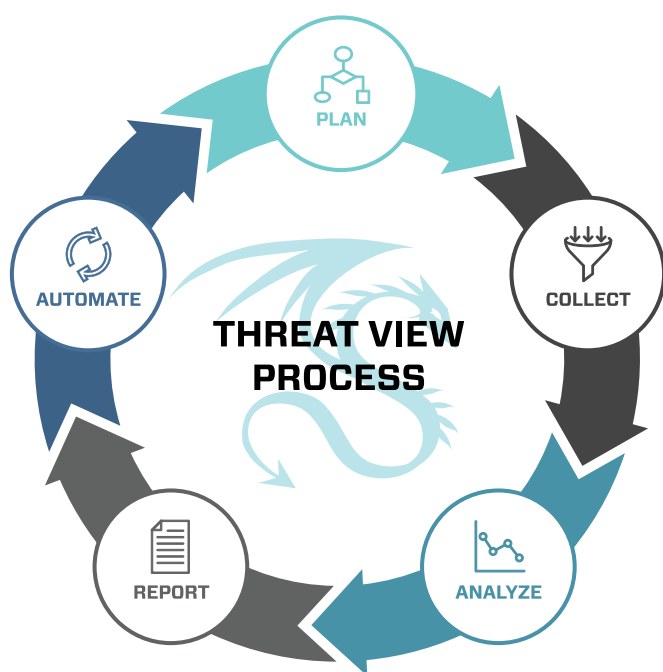 PLAN
COLLECT
ANALYZE
REPORT
AUTOMATE
THREAT VIEW
PROCESS